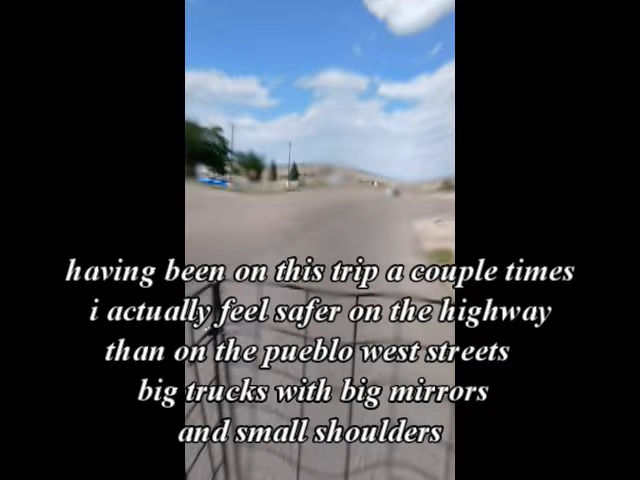 having been on this trip a couple times
i actually feel safer on the highway
than on the pueblo west streets
big trucks with big mirrors
and small shoulders